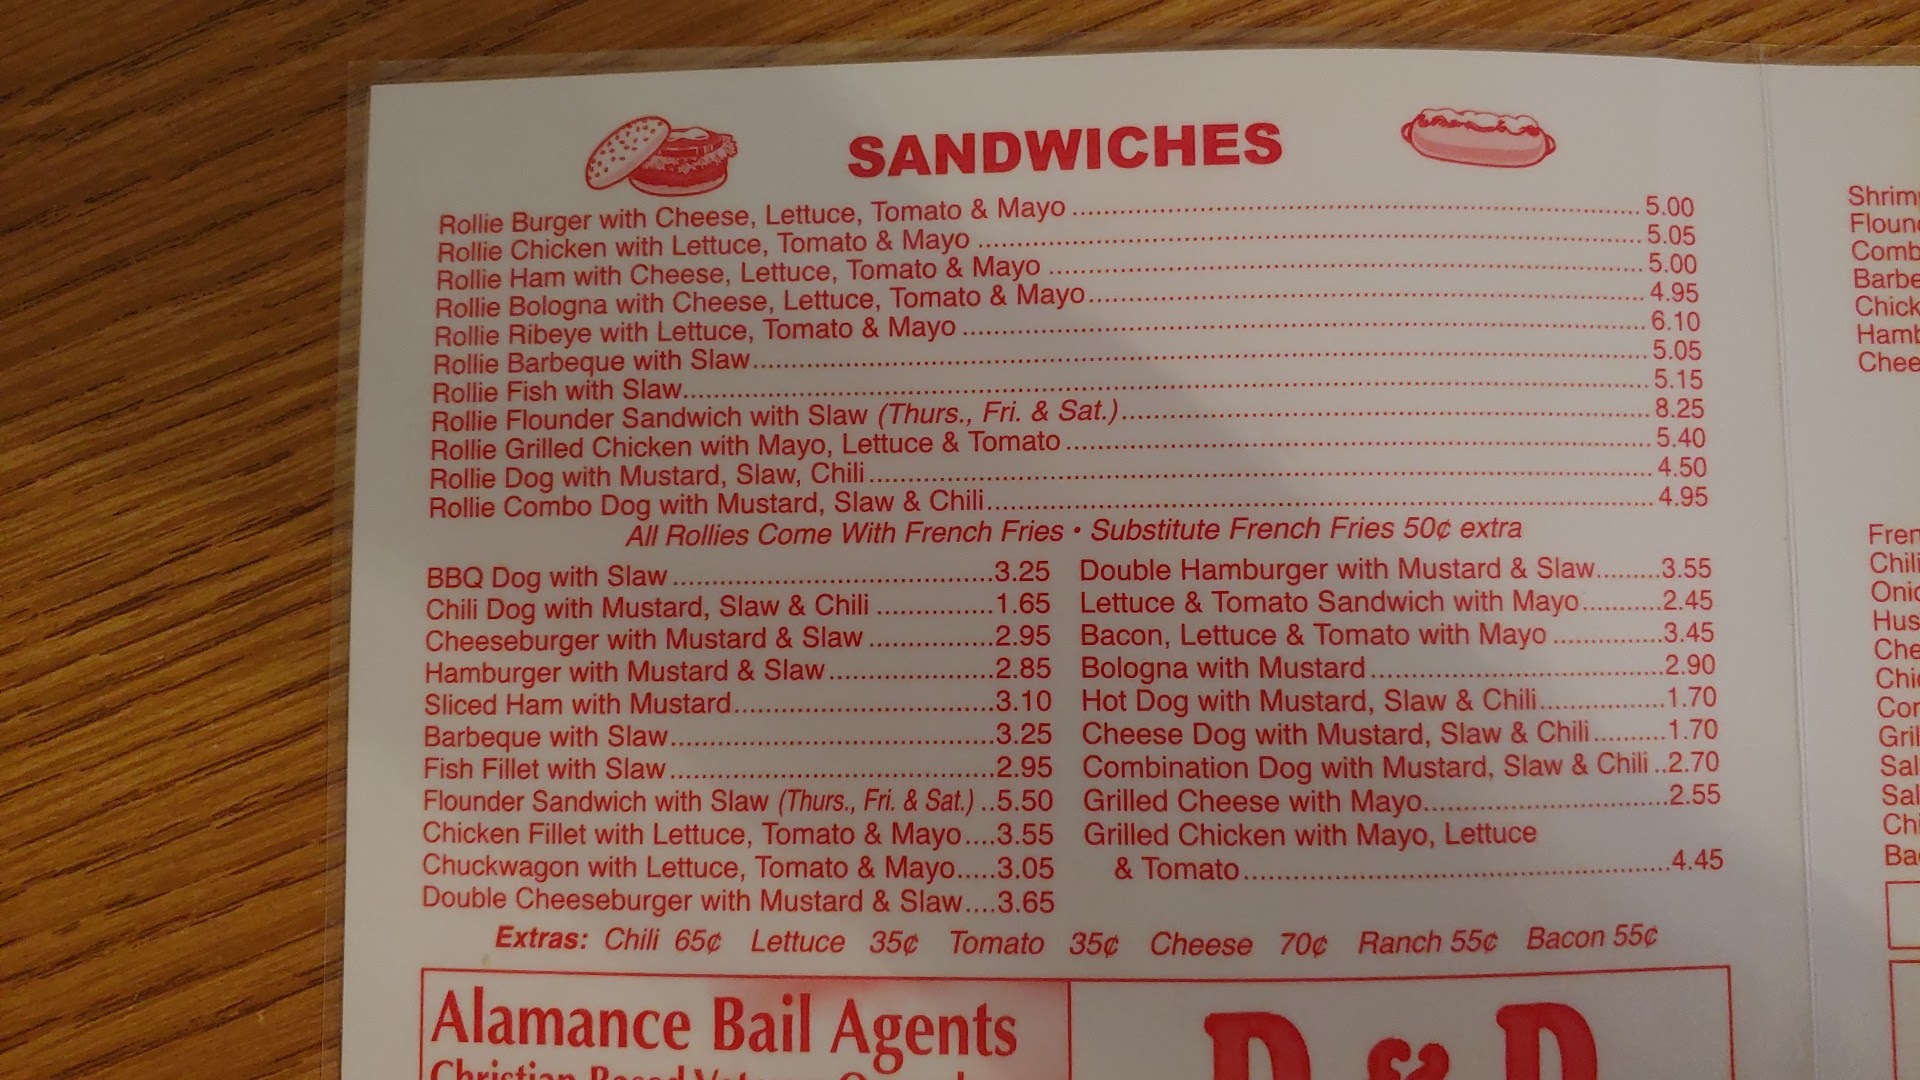 SANDWICHES
Rollie Burger with Cheese, Lettuce, Tomato & Mayo 5.00
Rollie Chicken with Lettuce, Tomato & Mayo 5.05
Rollie Ham with Cheese, Lettuce, Tomato & Mayo 5.00
Rollie Bologna with Cheese, Lettuce, Tomato & Mayo 4.95
Rollie Ribeye with Lettuce, Tomato & Mayo 6.10
Rollie Barbeque with Slaw 5.05
Rollie Fish with Slaw 5.15
Rollie Flounder Sandwich with Slaw (Thurs., Fri. & Sat.) 8.25
Rollie Grilled Chicken with Mayo, Lettuce & Tomato 5.40
Rollie Dog with Mustard, Slaw, Chili 4.50
Rollie Combo Dog with Mustard, Slaw & Chili 4.95
All Rollies Come With French Fries • Substitute French Fries 50¢ extra
BBQ Dog with Slaw 3.25
Chili Dog with Mustard, Slaw & Chili 1.65
Cheeseburger with Mustard & Slaw 2.95
Hamburger with Mustard & Slaw 2.85
Sliced Ham with Mustard 3.10
Barbeque with Slaw 3.25
Fish Fillet with Slaw 2.95
Flounder Sandwich with Slaw (Thurs., Fri. & Sat.) 5.50
Chicken Fillet with Lettuce, Tomato & Mayo 3.55
Chuckwagon with Lettuce, Tomato & Mayo 3.05
Double Cheeseburger with Mustard & Slaw 3.65
Double Hamburger with Mustard & Slaw 3.55
Lettuce & Tomato Sandwich with Mayo 2.45
Bacon, Lettuce & Tomato with Mayo 3.45
Bologna with Mustard 2.90
Hot Dog with Mustard, Slaw & Chili 1.70
Cheese Dog with Mustard, Slaw & Chili 1.70
Combination Dog with Mustard, Slaw & Chili 2.70
Grilled Cheese with Mayo 2.55
Grilled Chicken with Mayo, Lettuce
& Tomato 4.45
Extras: Chili 65¢ Lettuce 35¢ Tomato 35¢ Cheese 70¢ Ranch 55¢ Bacon 55¢
Alamance Bail Agents
D & D